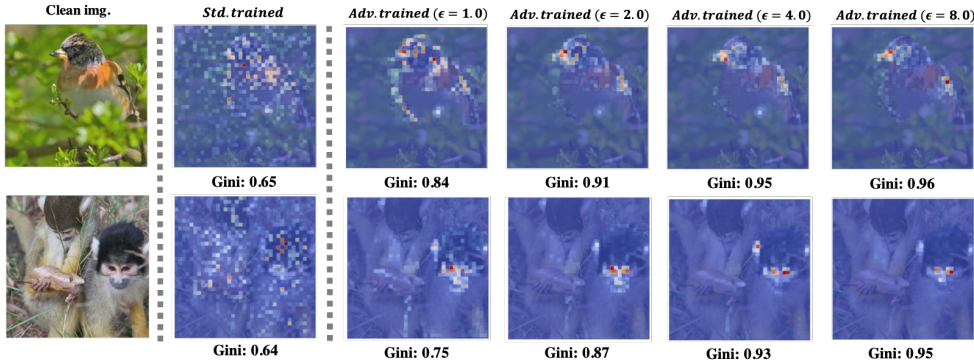 Clean img. Std. trained Adv. trained (ϵ = 1.0) Adv. trained (ϵ = 2.0) Adv. trained (ϵ = 4.0) Adv. trained (ϵ = 8.0)
Gini: 0.65 Gini: 0.84 Gini: 0.91 Gini: 0.95 Gini: 0.96
Gini: 0.64 Gini: 0.75 Gini: 0.87 Gini: 0.93 Gini: 0.95